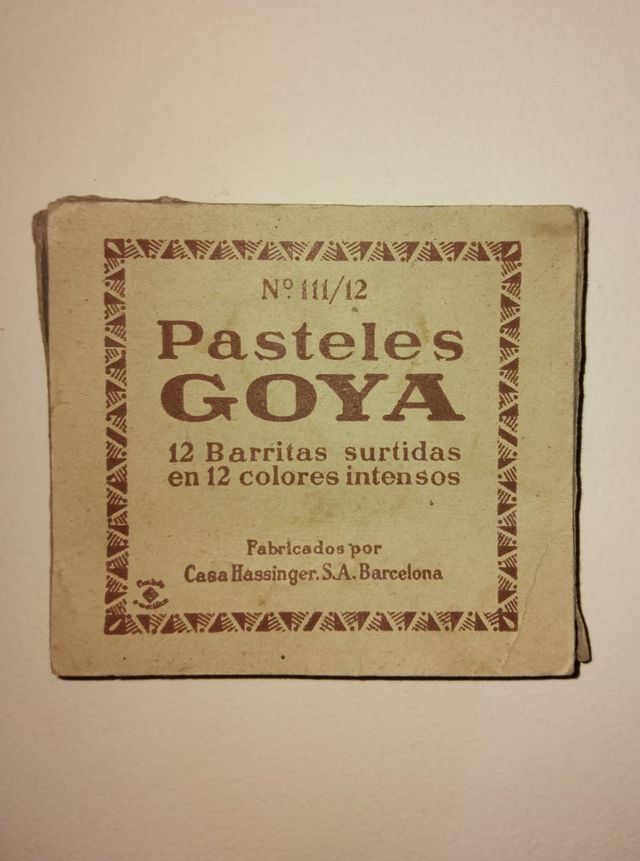 Nº 111/12
Pasteles
GOYA
12 Barritas surtidas
en 12 colores intensos
Fabricados por
Casa Hassinger. S.A. Barcelona